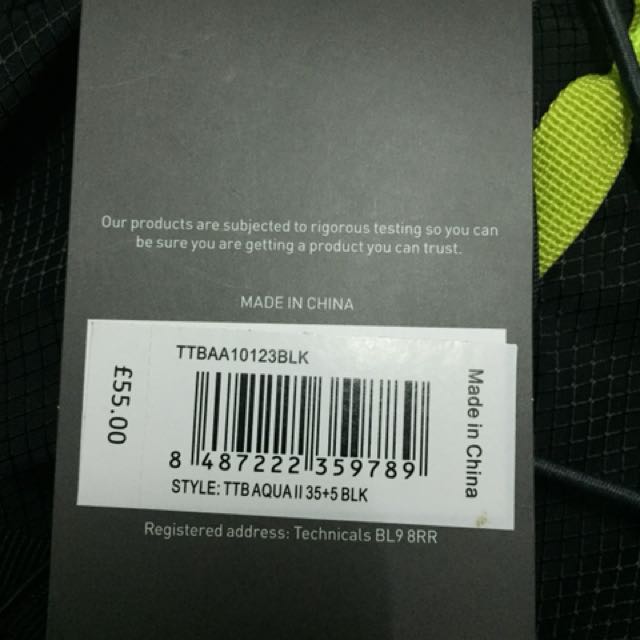 Our products are subjected to rigorous testing so you can
be sure you are getting a product you can trust.
MADE IN CHINA
TTBAA10123BLK
£55.00
Made in China
8 487222 359789
STYLE: TTB AQUA II 35+5 BLK
Registered address: Technicals BL9 8RR